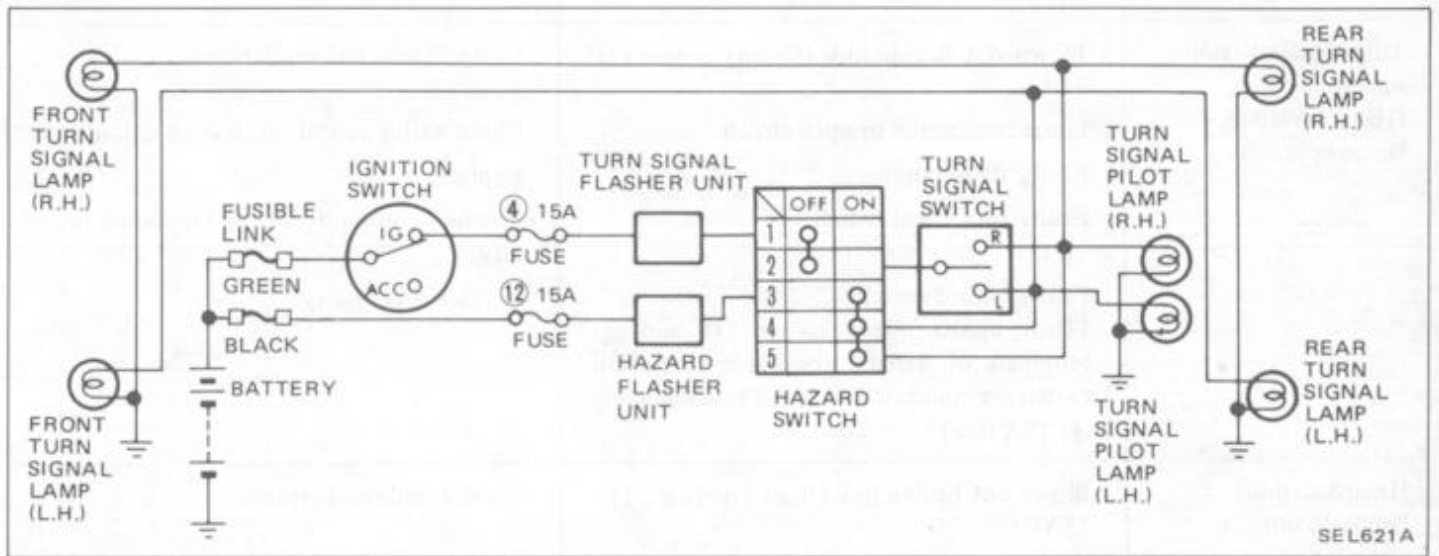 FRONT
TURN
SIGNAL
LAMP
(R.H.)
FUSIBLE
LINK
GREEN
BLACK
BATTERY
FRONT
TURN
SIGNAL
LAMP
(L.H.)
IGNITION
SWITCH
IG
ACC
④ 15A
FUSE
⑫ 15A
FUSE
TURN SIGNAL
FLASHER UNIT
HAZARD
FLASHER
UNIT
OFF ON
1
2
3
4
5
HAZARD
SWITCH
TURN
SIGNAL
SWITCH
R
L
TURN
SIGNAL
PILOT
LAMP
(R.H.)
TURN
SIGNAL
PILOT
LAMP
(L.H.)
REAR
TURN
SIGNAL
LAMP
(R.H.)
REAR
TURN
SIGNAL
LAMP
(L.H.)
SEL621A